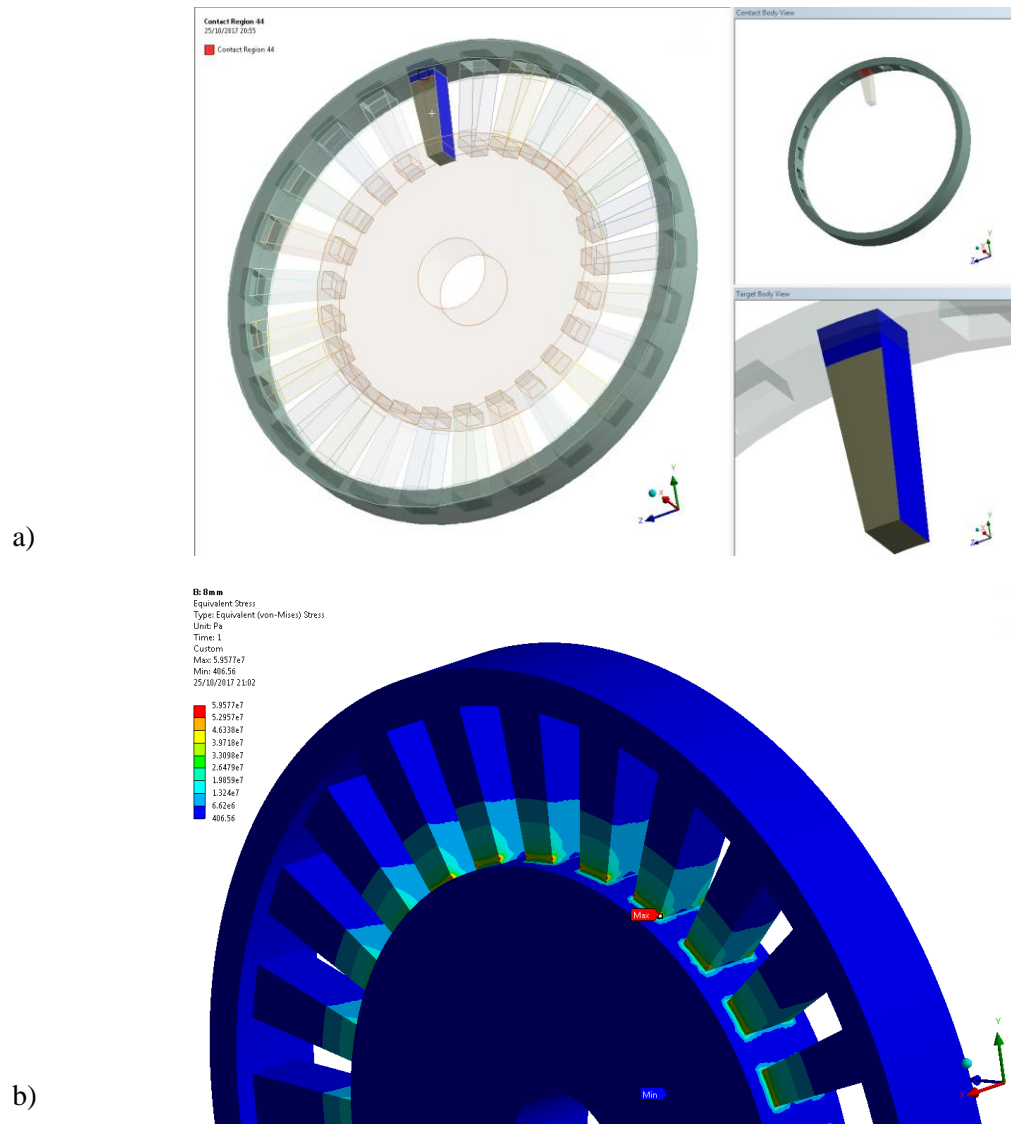 Contact Region 44
25/10/2017 20:55
Contact Region 44
Contact Body View
Y
X
Z
Target Body View
Y
X
Z
Y
X
Z
a)
B: 8mm
Equivalent Stress
Type: Equivalent (von-Mises) Stress
Unit: Pa
Time: 1
Custom
Max: 5.9577e7
Min: 406.56
25/10/2017 21:02
5.9577e7
5.2957e7
4.6338e7
3.9718e7
3.3098e7
2.6479e7
1.9859e7
1.324e7
6.62e6
406.56
Max
Min
Y
X
b)